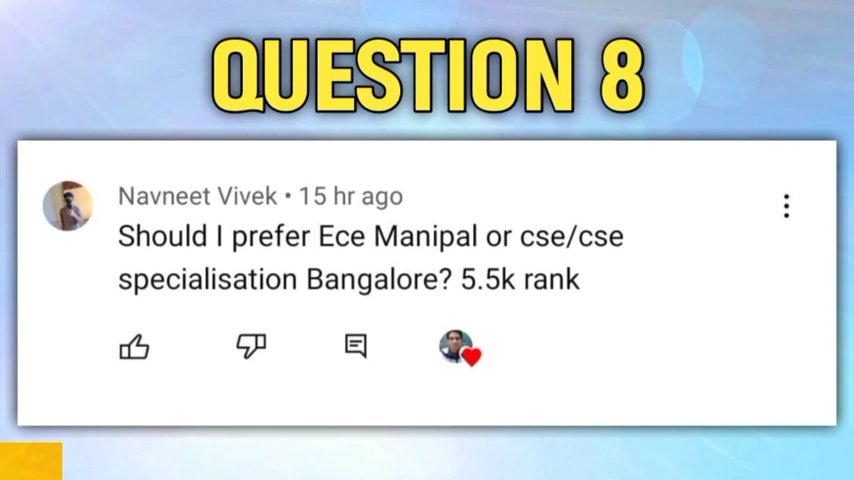 QUESTION 8
Navneet Vivek • 15 hr ago
Should I prefer Ece Manipal or cse/cse
specialisation Bangalore? 5.5k rank